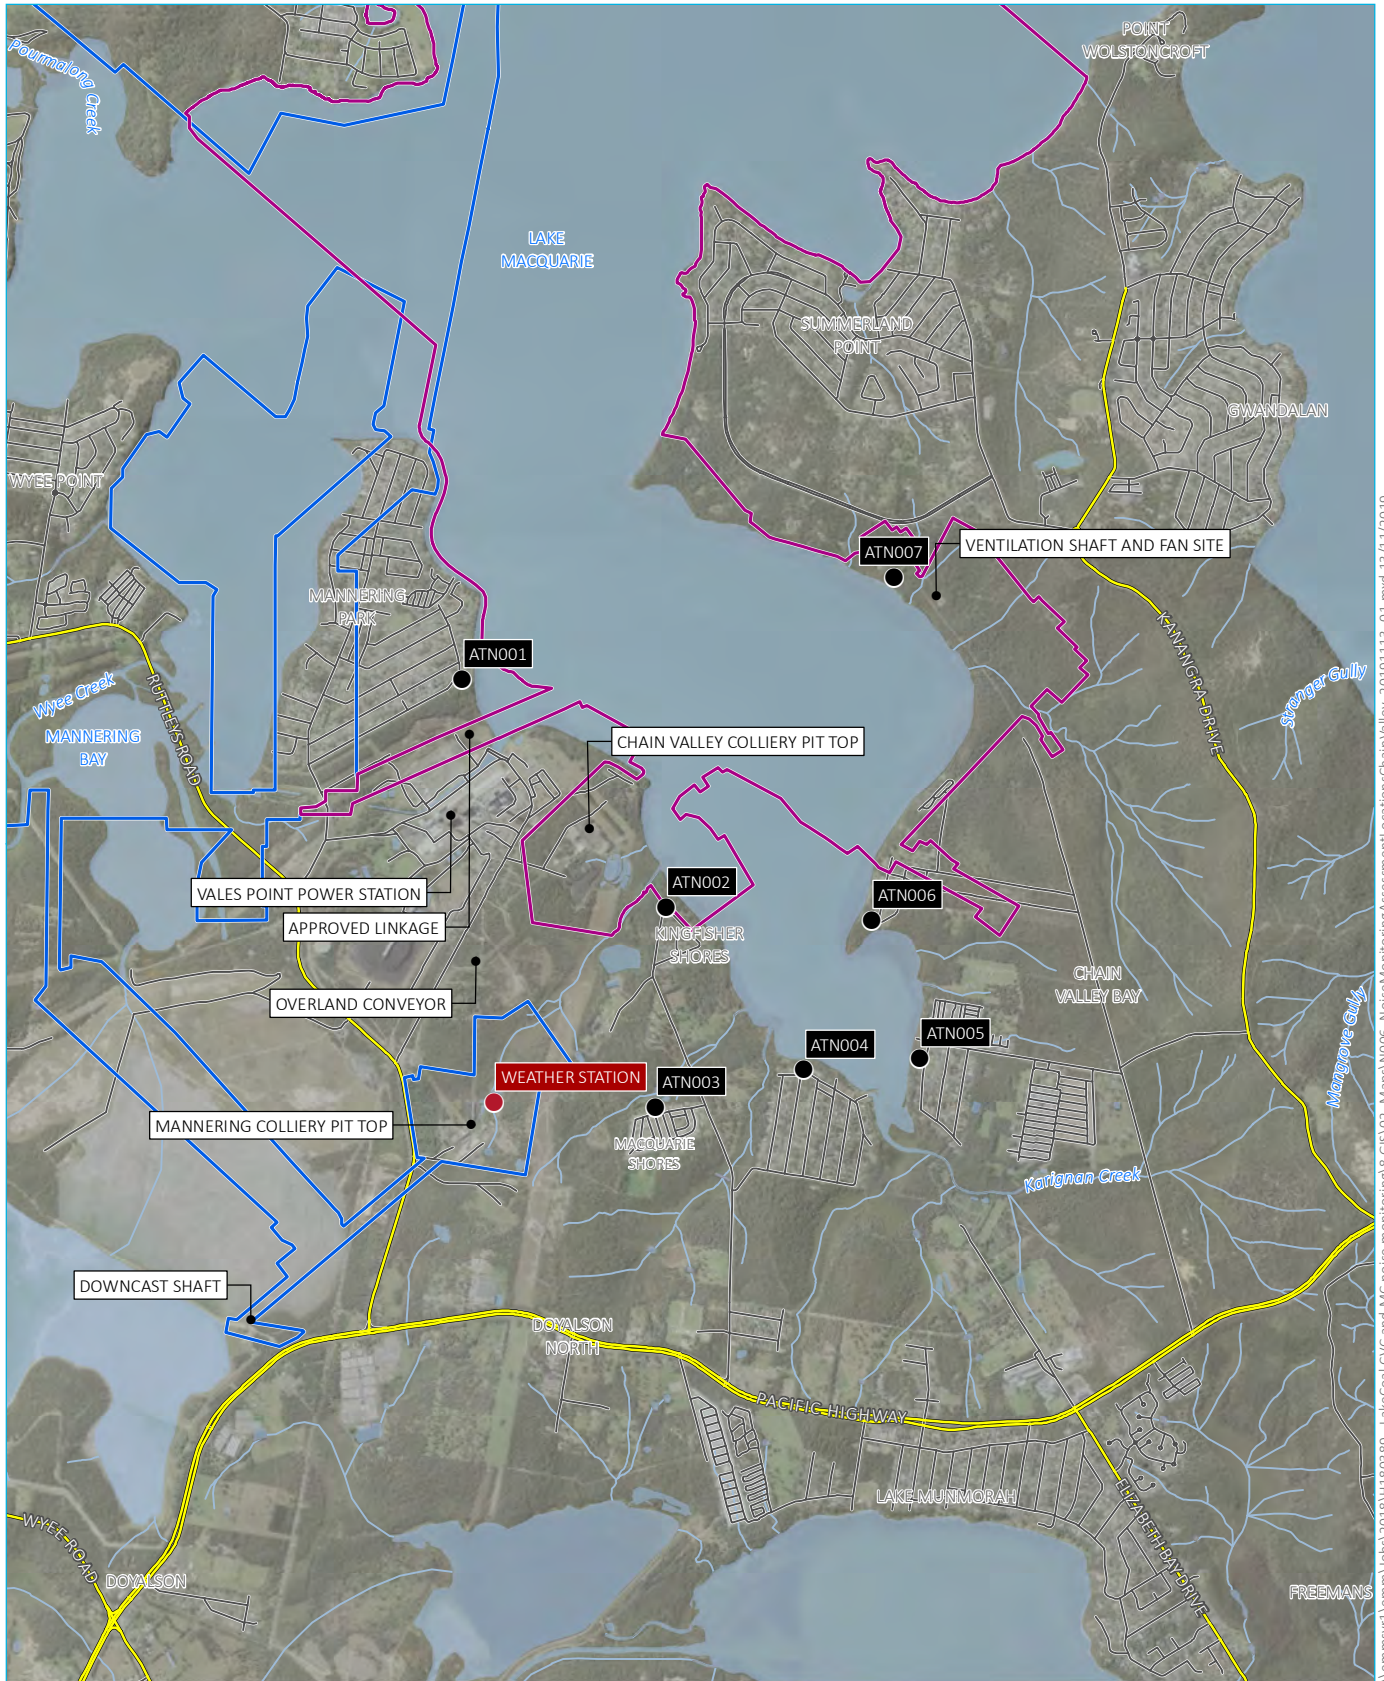 POINT
WOLSTONCROFT
Pourmalong Creek
LAKE
MACQUARIE
SUMMERLAND
POINT
GWANDALAN
WYEE POINT
ATN007
VENTILATION SHAFT AND FAN SITE
MANNERING
PARK
KANANGRA DRIVE
ATN001
Stranger Gully
Wyee Creek
RUTTLEYS ROAD
MANNERING
BAY
CHAIN VALLEY COLLIERY PIT TOP
ATN002
VALES POINT POWER STATION
ATN006
APPROVED LINKAGE
KINGFISHER
SHORES
CHAIN
VALLEY BAY
OVERLAND CONVEYOR
Mangrove Gully
ATN005
ATN004
WEATHER STATION
ATN003
MANNERING COLLIERY PIT TOP
MACQUARIE
SHORES
Karignan Creek
DOWNCAST SHAFT
DOYALSON
NORTH
PACIFIC HIGHWAY
LAKE MUNMORAH
ELIZABETH BAY DRIVE
WYEE ROAD
DOYALSON
FREEMANS